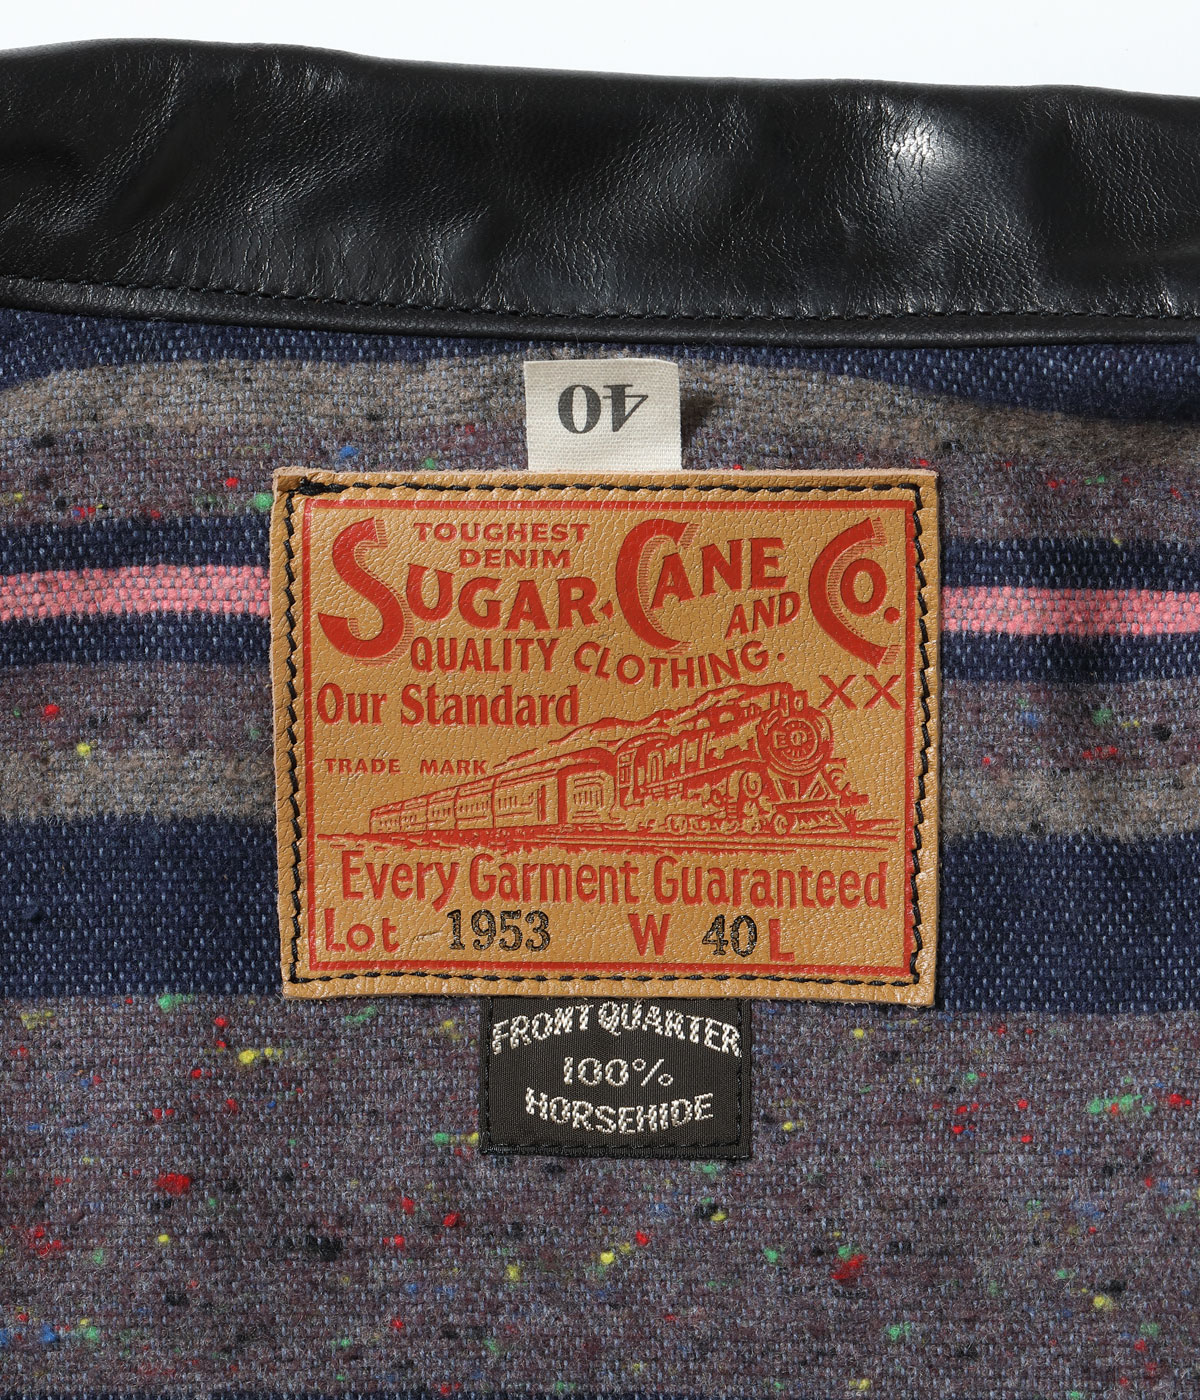 40
TOUGHEST
DENIM
SUGAR CANE CO.
AND
QUALITY CLOTHING.
XX
Our Standard
TRADE MARK
Every Garment Guaranteed
Lot 1953 W 40 L
FRONT QUARTER
100%
HORSEHIDE